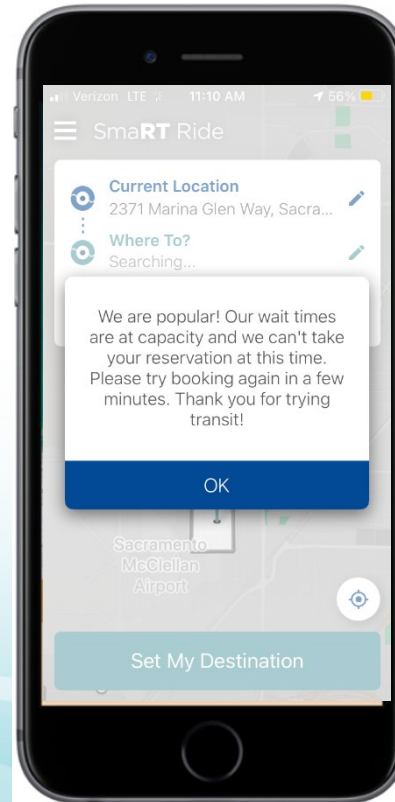 Verizon LTE 11:10 AM 56%
SmaRT Ride
Current Location
2371 Marina Glen Way, Sacra...
Where To?
Searching...
We are popular! Our wait times
are at capacity and we can't take
your reservation at this time.
Please try booking again in a few
minutes. Thank you for trying
transit!
OK
Sacramento
McClellan
Airport
Set My Destination